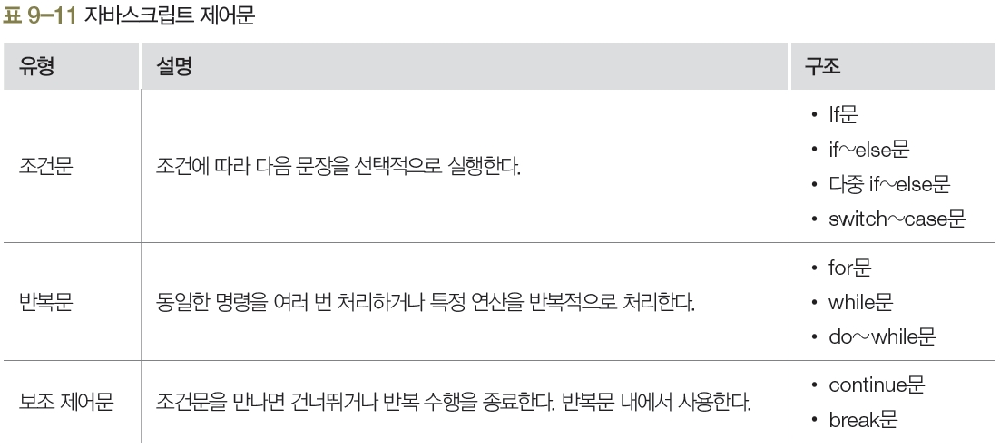 표 9-11 자바스크립트 제어문
유형 설명 구조
조건문 조건에 따라 다음 문장을 선택적으로 실행한다.
• If문
• if~else문
• 다중 if~else문
• switch~case문
반복문 동일한 명령을 여러 번 처리하거나 특정 연산을 반복적으로 처리한다.
• for문
• while문
• do~while문
보조 제어문 조건문을 만나면 건너뛰거나 반복 수행을 종료한다. 반복문 내에서 사용한다.
• continue문
• break문